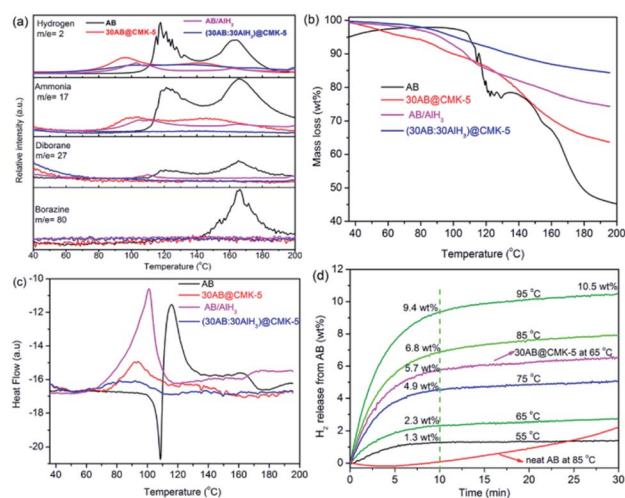 (a)
Hydrogen
m/e= 2
AB
30AB@CMK-5
AB/AlH₃
(30AB:30AlH₃)@CMK-5
Ammonia
m/e= 17
Diborane
m/e= 27
Borazine
m/e= 80
Relative intensity (a.u.)
40 60 80 100 120 140 160 180 200
Temperature (°C)
(b)
100
90
80
70
60
50
40
Mass loss (wt%)
AB
30AB@CMK-5
AB/AlH₃
(30AB:30AlH₃)@CMK-5
40 60 80 100 120 140 160 180 200
Temperature (°C)
(c)
-10
-12
-14
-16
-18
-20
Heat Flow (a.u)
AB
30AB@CMK-5
AB/AlH₃
(30AB:30AlH₃)@CMK-5
40 60 80 100 120 140 160 180 200
Temperature (°C)
(d)
12
10
8
6
4
2
0
H₂ release from AB (wt%)
9.4 wt% 95 °C 10.5 wt%
6.8 wt% 85 °C
5.7 wt% 30AB@CMK-5 at 65 °C
4.9 wt% 75 °C
2.3 wt% 65 °C
1.3 wt% 55 °C
neat AB at 85 °C
0 5 10 15 20 25 30
Time (min)